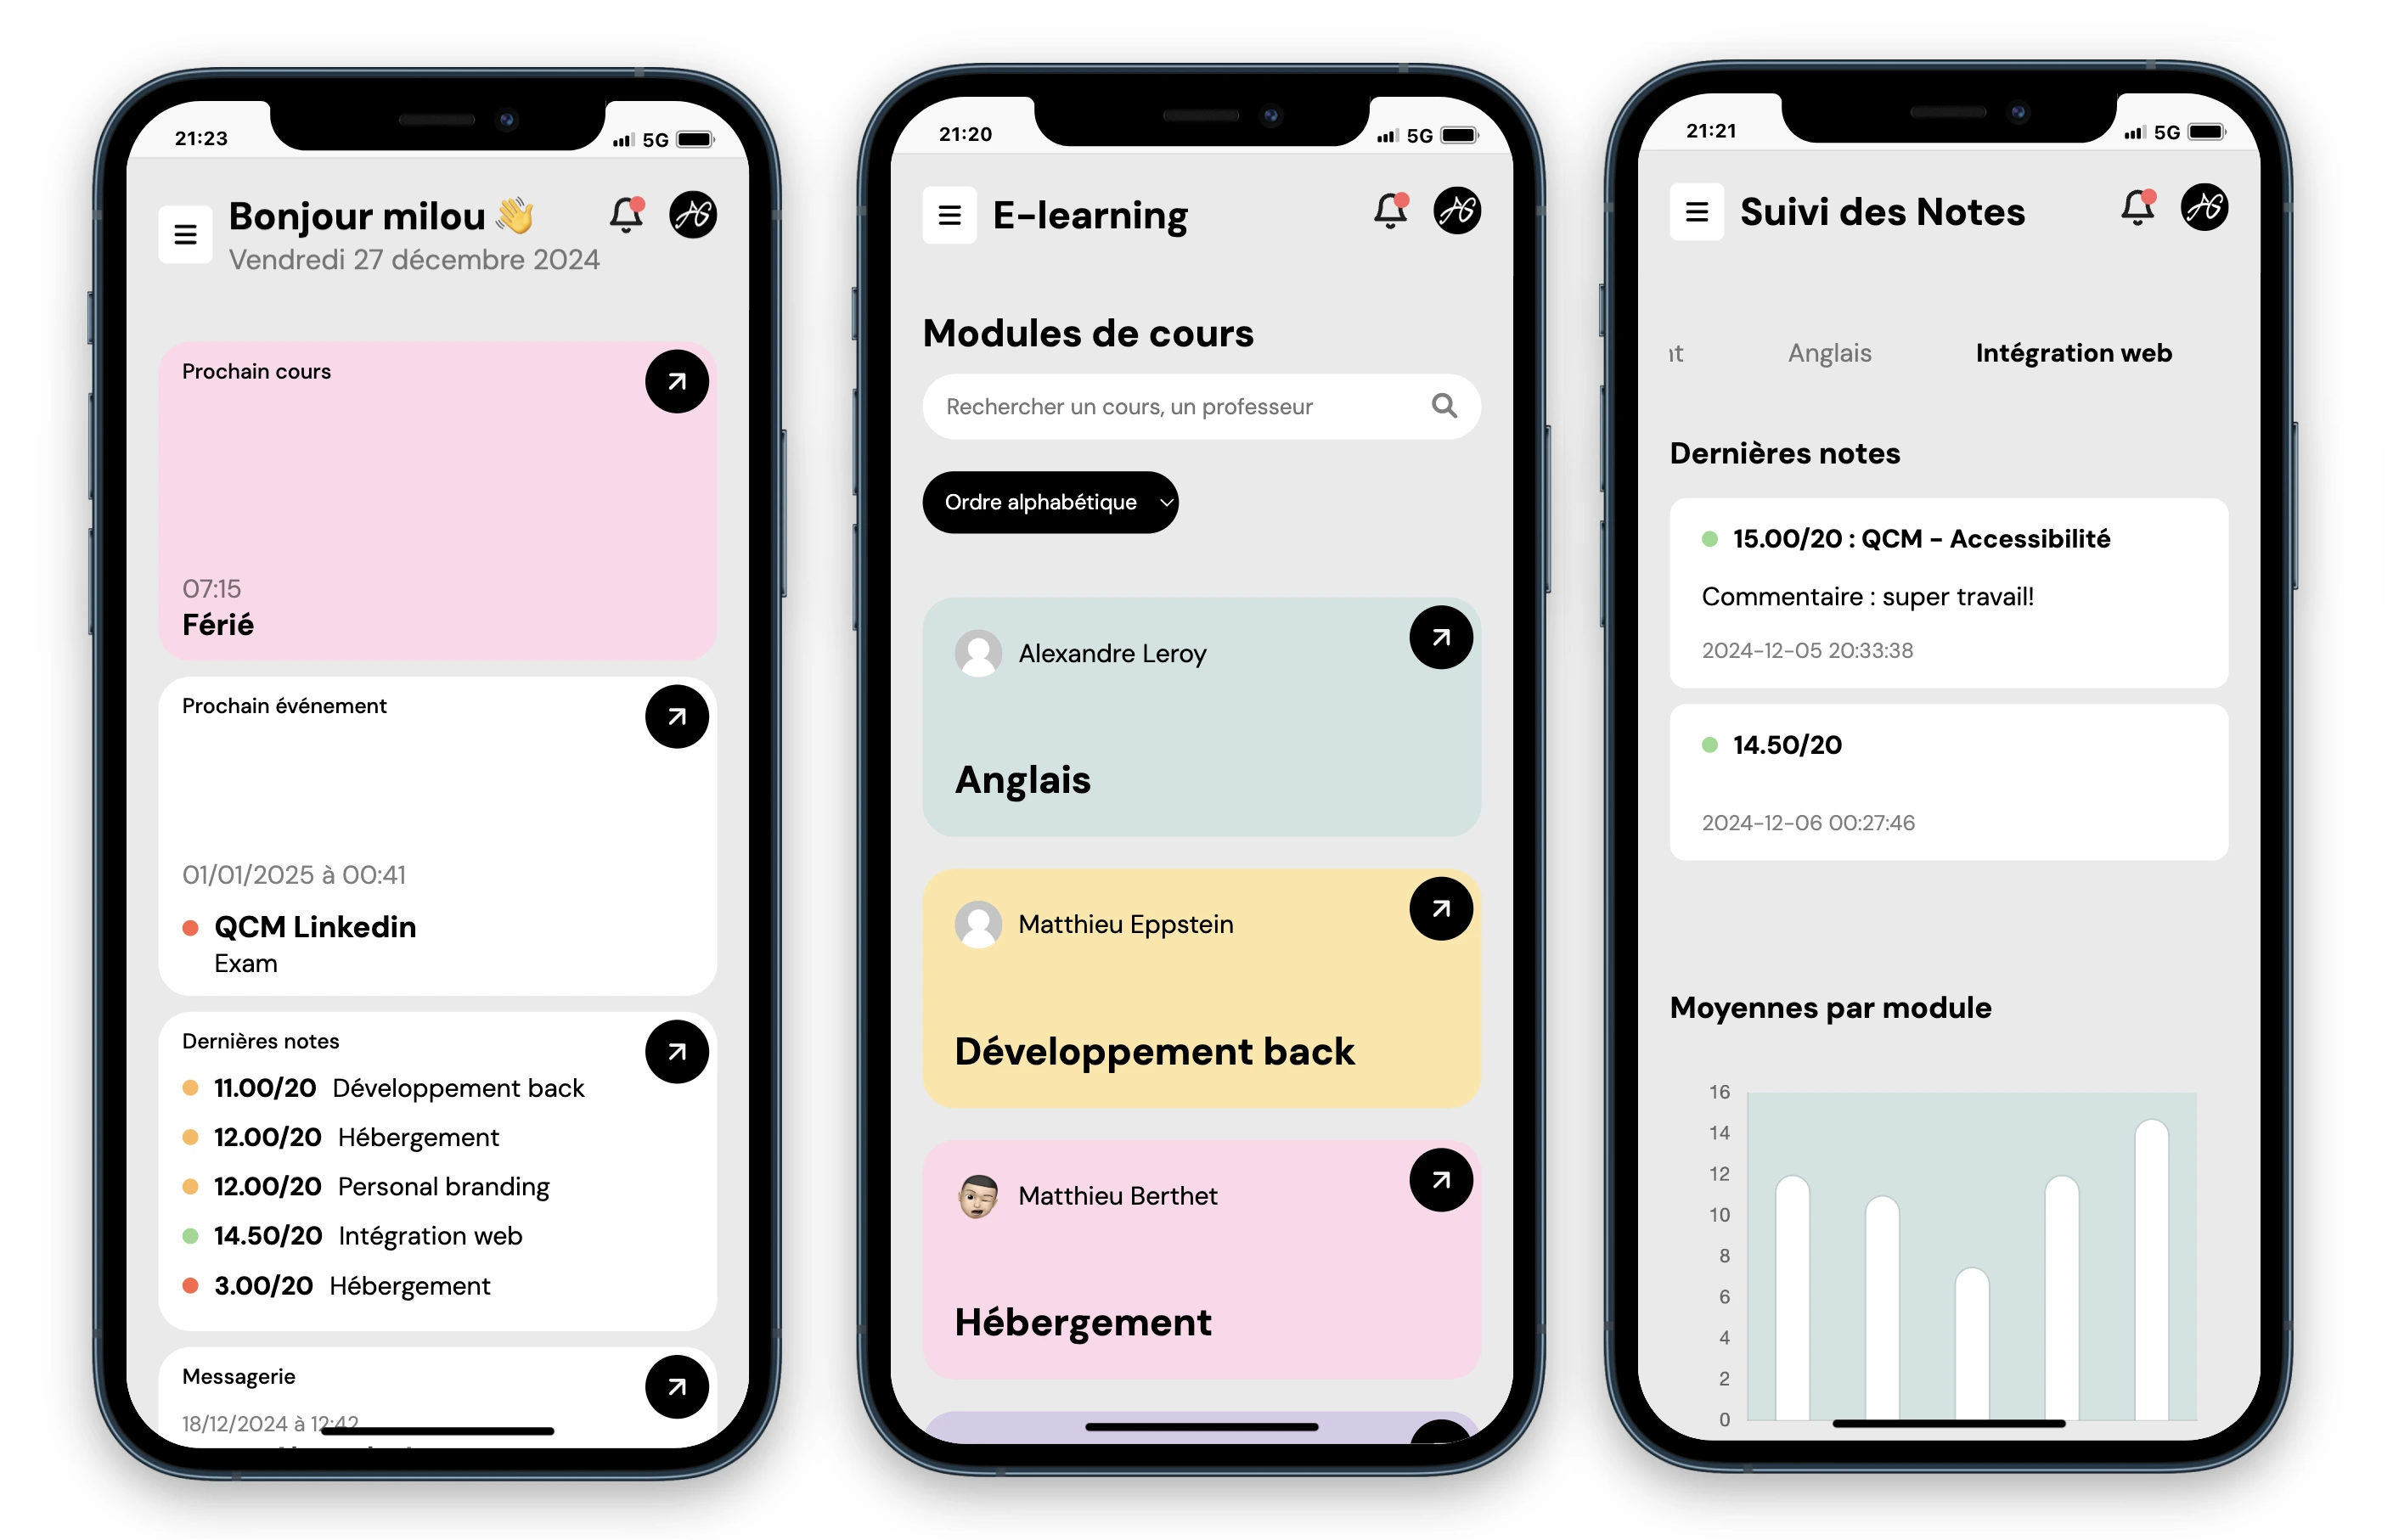 21:23
5G
Bonjour milou 👋
Vendredi 27 décembre 2024
Prochain cours
07:15
Férié
Prochain événement
01/01/2025 à 00:41
QCM Linkedin
Exam
Dernières notes
11.00/20 Développement back
12.00/20 Hébergement
12.00/20 Personal branding
14.50/20 Intégration web
3.00/20 Hébergement
Messagerie
18/12/2024 à 12:42
21:20
5G
E-learning
Modules de cours
Rechercher un cours, un professeur
Ordre alphabétique
Alexandre Leroy
Anglais
Matthieu Eppstein
Développement back
Matthieu Berthet
Hébergement
21:21
5G
Suivi des Notes
Anglais Intégration web
Dernières notes
15.00/20 : QCM - Accessibilité
Commentaire : super travail!
2024-12-05 20:33:38
14.50/20
2024-12-06 00:27:46
Moyennes par module
16
14
12
10
8
6
4
2
0